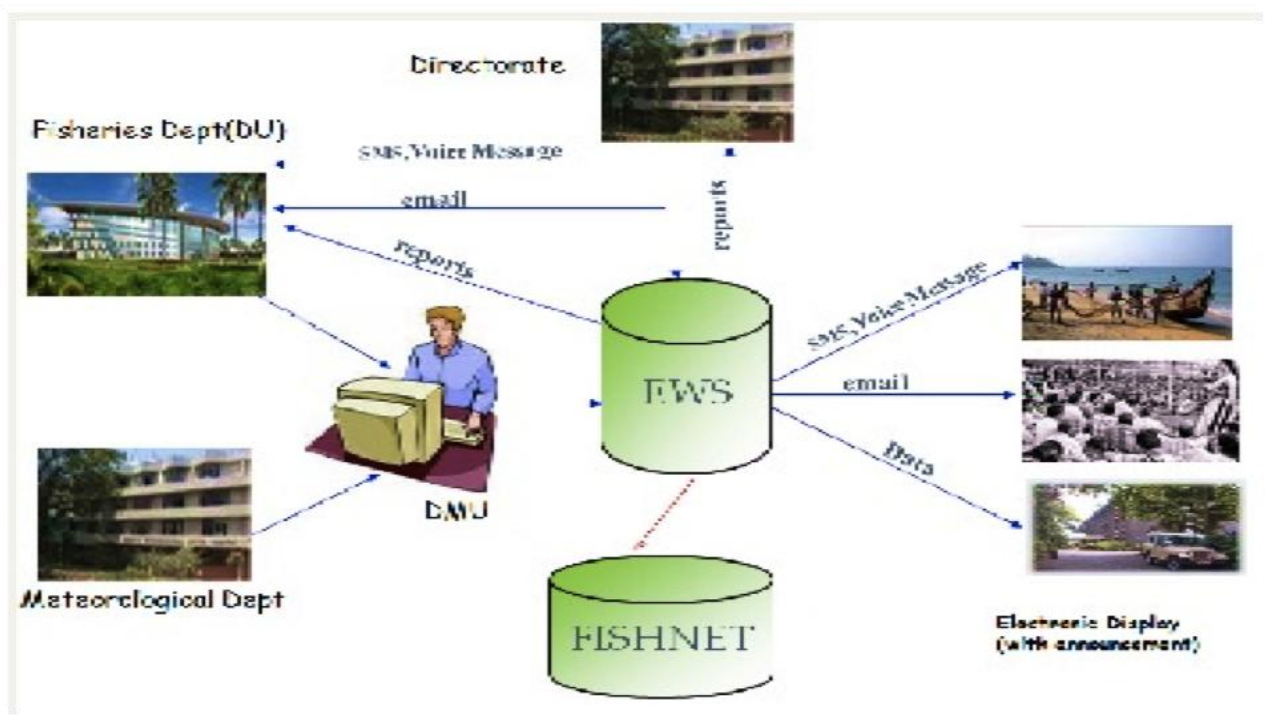 Directorate
Fisheries Dept(DU)
SMS,Voice Message
email
reports
reports
SMS,Voice Message
EWS
email
Data
DMU
Meteorological Dept
FISHNET
Electronic Display
(with announcement)